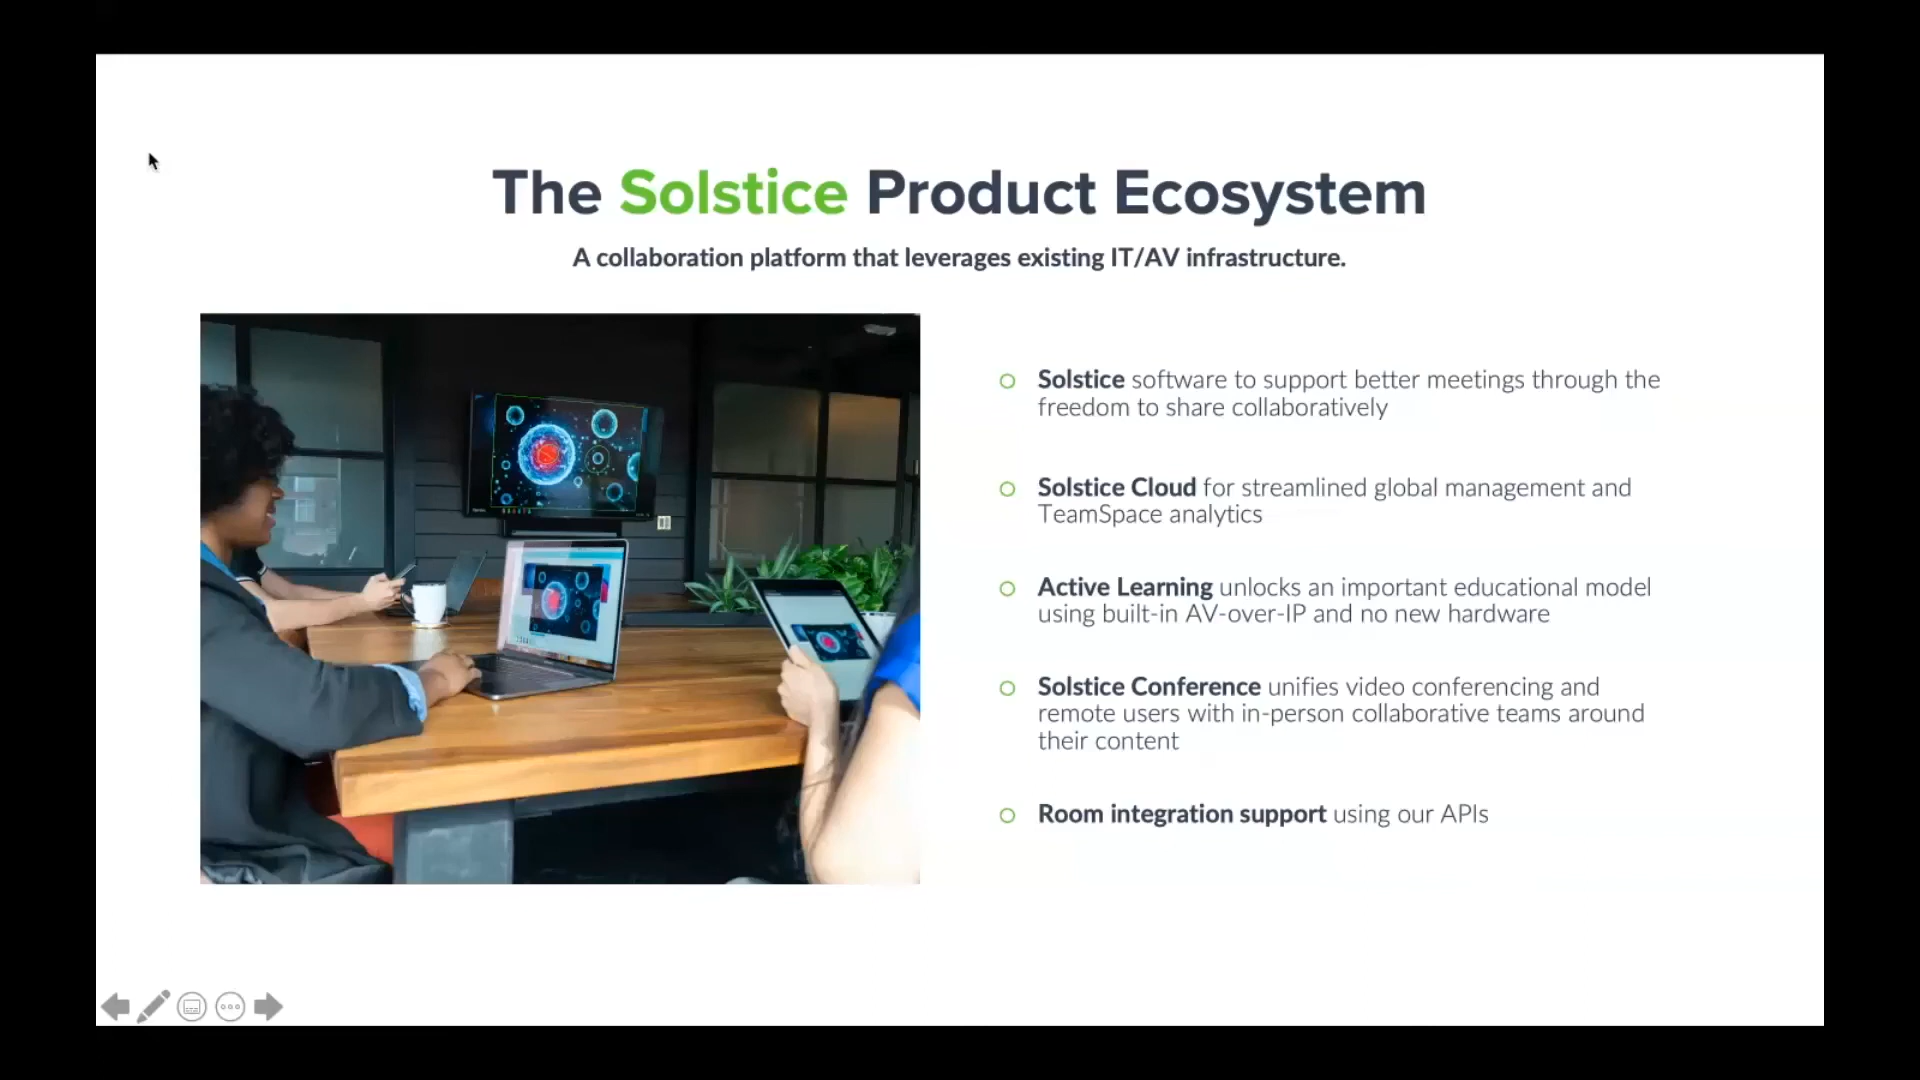 The Solstice Product Ecosystem
A collaboration platform that leverages existing IT/AV infrastructure.
Solstice software to support better meetings through the
freedom to share collaboratively
Solstice Cloud for streamlined global management and
TeamSpace analytics
Active Learning unlocks an important educational model
using built-in AV-over-IP and no new hardware
Solstice Conference unifies video conferencing and
remote users with in-person collaborative teams around
their content
Room integration support using our APIs